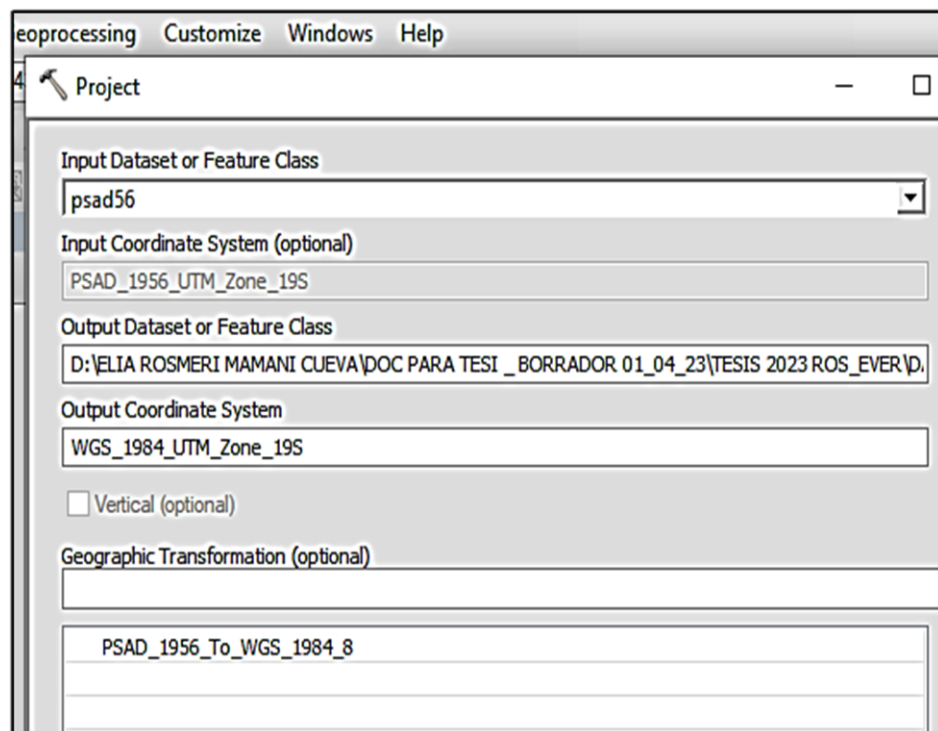 eoprocessing Customize Windows Help
4
Project
Input Dataset or Feature Class
psad56
Input Coordinate System (optional)
PSAD_1956_UTM_Zone_19S
Output Dataset or Feature Class
D:\ELIA ROSMERI MAMANI CUEVA\DOC PARA TESI _ BORRADOR 01_04_23\TESIS 2023 ROS_EVER\D
Output Coordinate System
WGS_1984_UTM_Zone_19S
Vertical (optional)
Geographic Transformation (optional)
PSAD_1956_To_WGS_1984_8